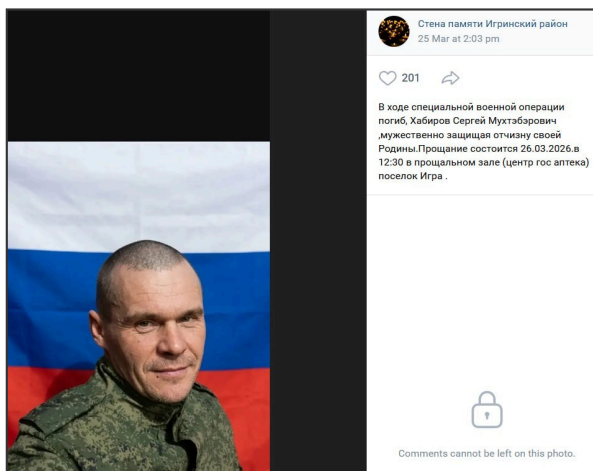 Стена памяти Игринский район
25 Mar at 2:03 pm
201
В ходе специальной военной операции
погиб, Хабиров Сергей Мухтэбэрович
,мужественно защищая отчизну своей
Родины.Прощание состоится 26.03.2026.в
12:30 в прощальном зале (центр гос аптека)
поселок Игра .
Comments cannot be left on this photo.